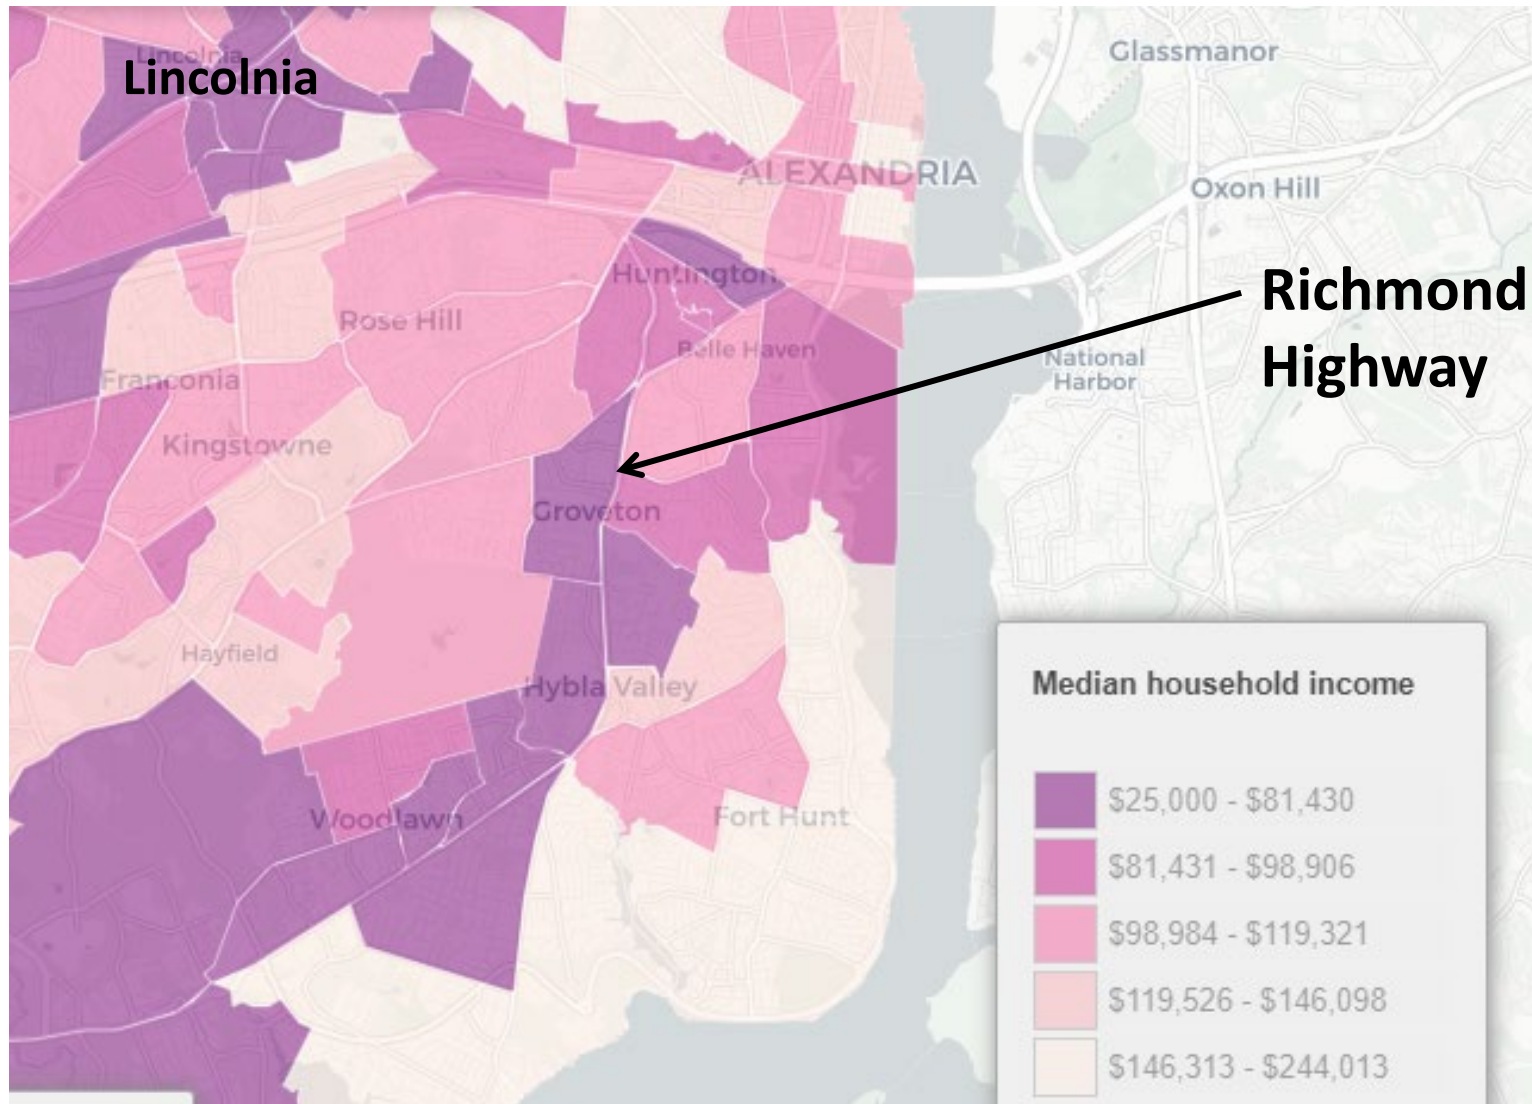 Lincolnia
Lincolnia
Glassmanor
ALEXANDRIA
Oxon Hill
Huntington
Richmond
Highway
Rose Hill
Belle Haven
National
Harbor
Franconia
Kingstowne
Groveton
Hayfield
Hybla Valley
Woodlawn
Fort Hunt
Median household income
$25,000 - $81,430
$81,431 - $98,906
$98,984 - $119,321
$119,526 - $146,098
$146,313 - $244,013